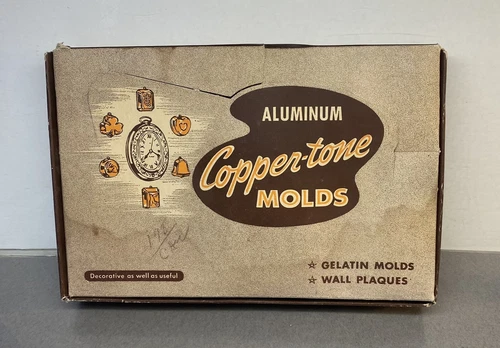 ALUMINUM
Copper-tone
MOLDS
Decorative as well as useful
☆ GELATIN MOLDS
☆ WALL PLAQUES